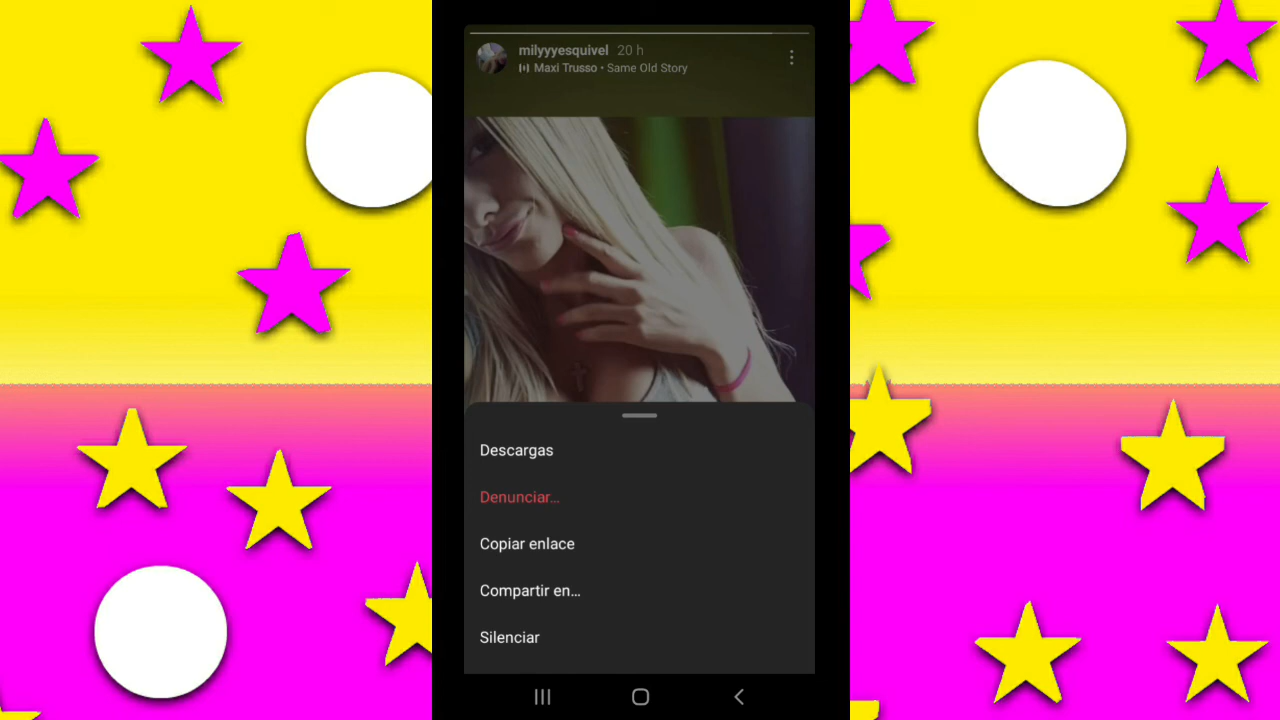 milyyyesquivel 20 h
Maxi Trusso • Same Old Story
Descargas
Denunciar...
Copiar enlace
Compartir en...
Silenciar